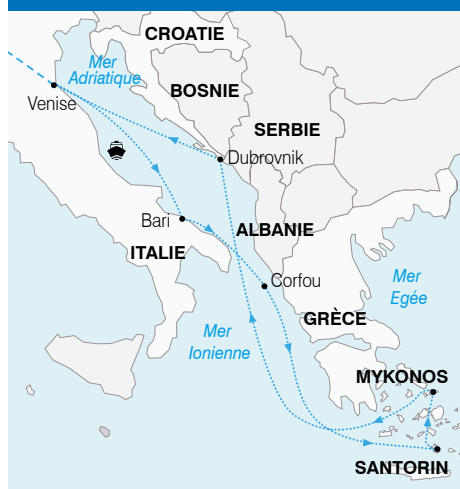 CROATIE
Mer
Adriatique
BOSNIE
Venise
SERBIE
Dubrovnik
Bari
ALBANIE
ITALIE
Corfou
Mer
Egée
GRÈCE
Mer
Ionienne
MYKONOS
SANTORIN